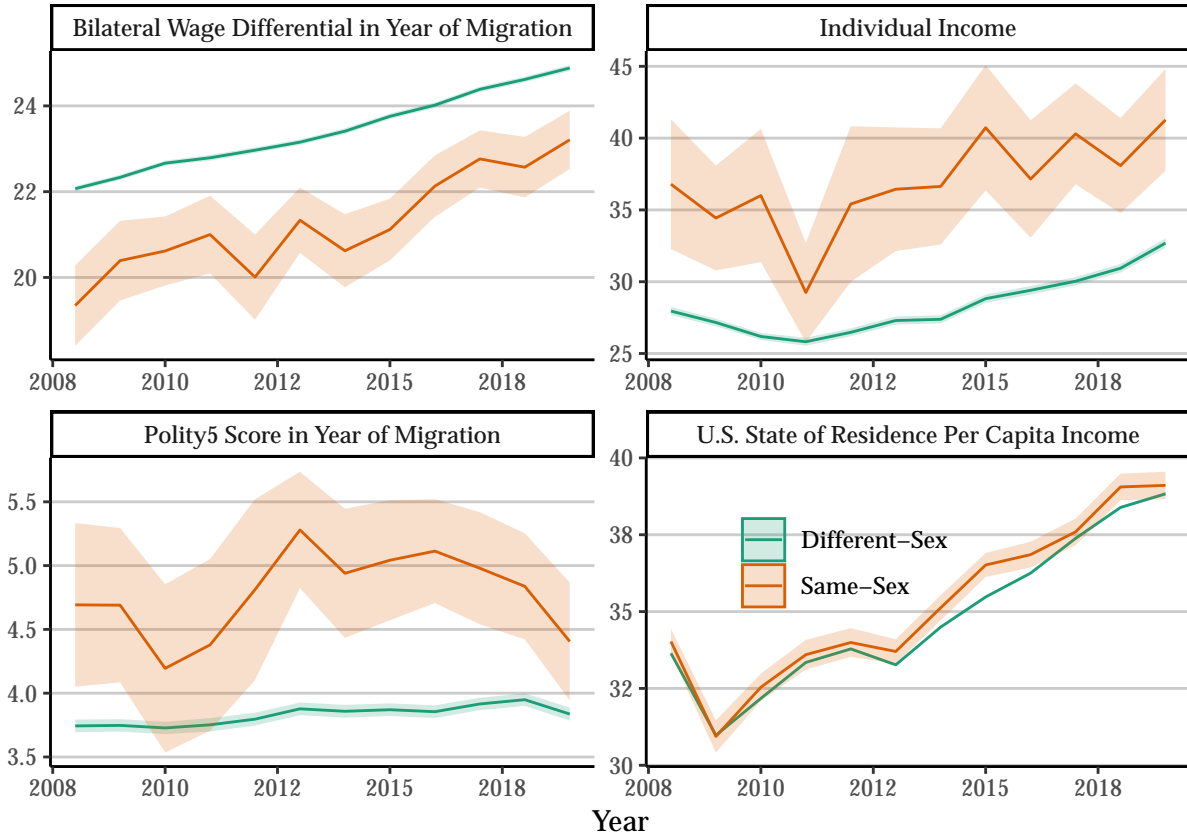 Bilateral Wage Differential in Year of Migration
24
22
20
2008 2010 2012 2015 2018
Individual Income
45
40
35
30
25
2008 2010 2012 2015 2018
Polity5 Score in Year of Migration
5.5
5.0
4.5
4.0
3.5
2008 2010 2012 2015 2018
U.S. State of Residence Per Capita Income
40
38
35
32
30
Different–Sex
Same–Sex
2008 2010 2012 2015 2018
Year